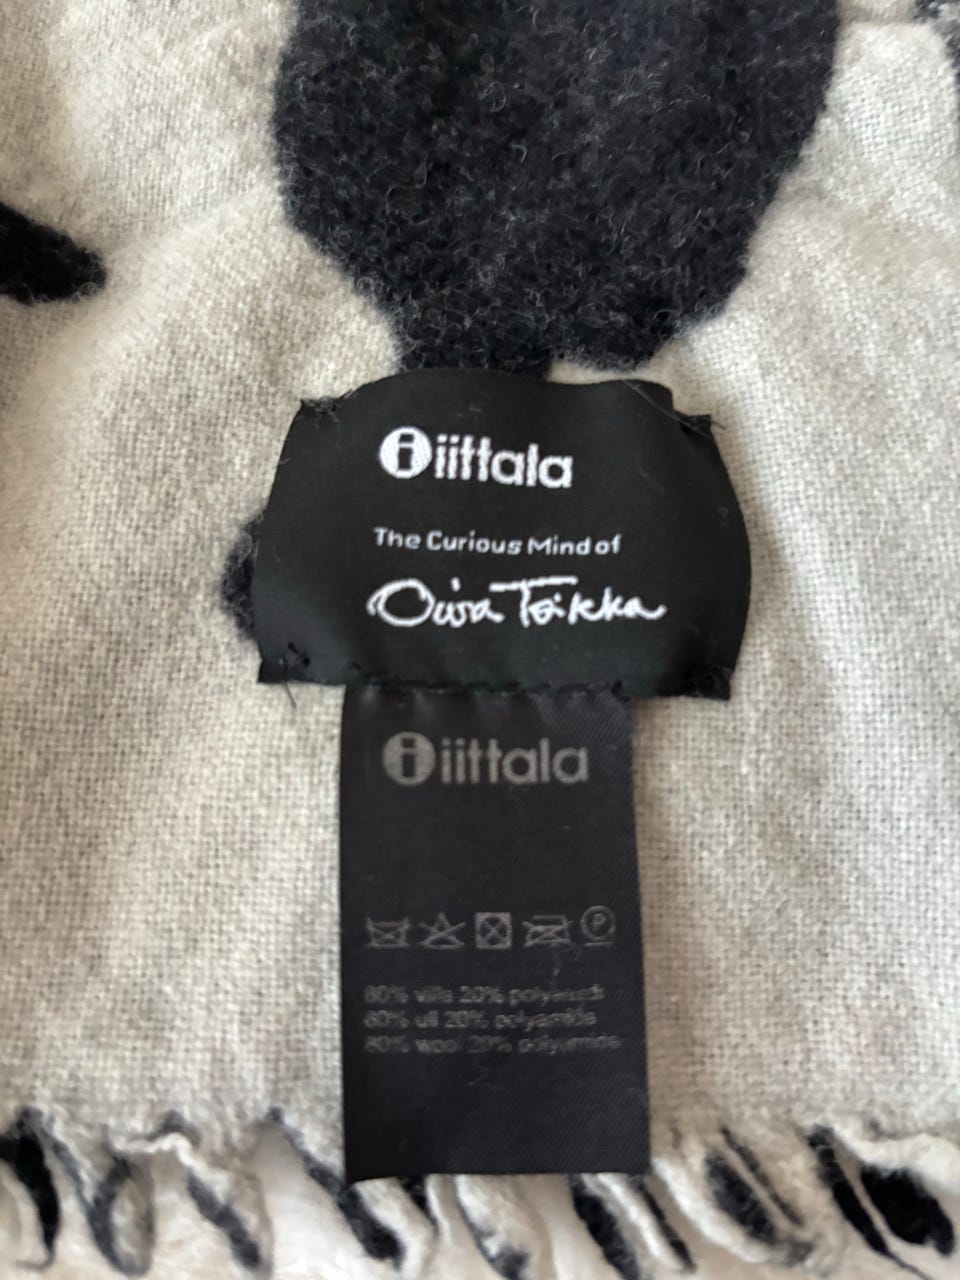 iittala
The Curious Mind of
Oiva Toikka
iittala
P
80% villa 20% polyamidi
80% ull 20% polyamide
80% wool 20% polyamide